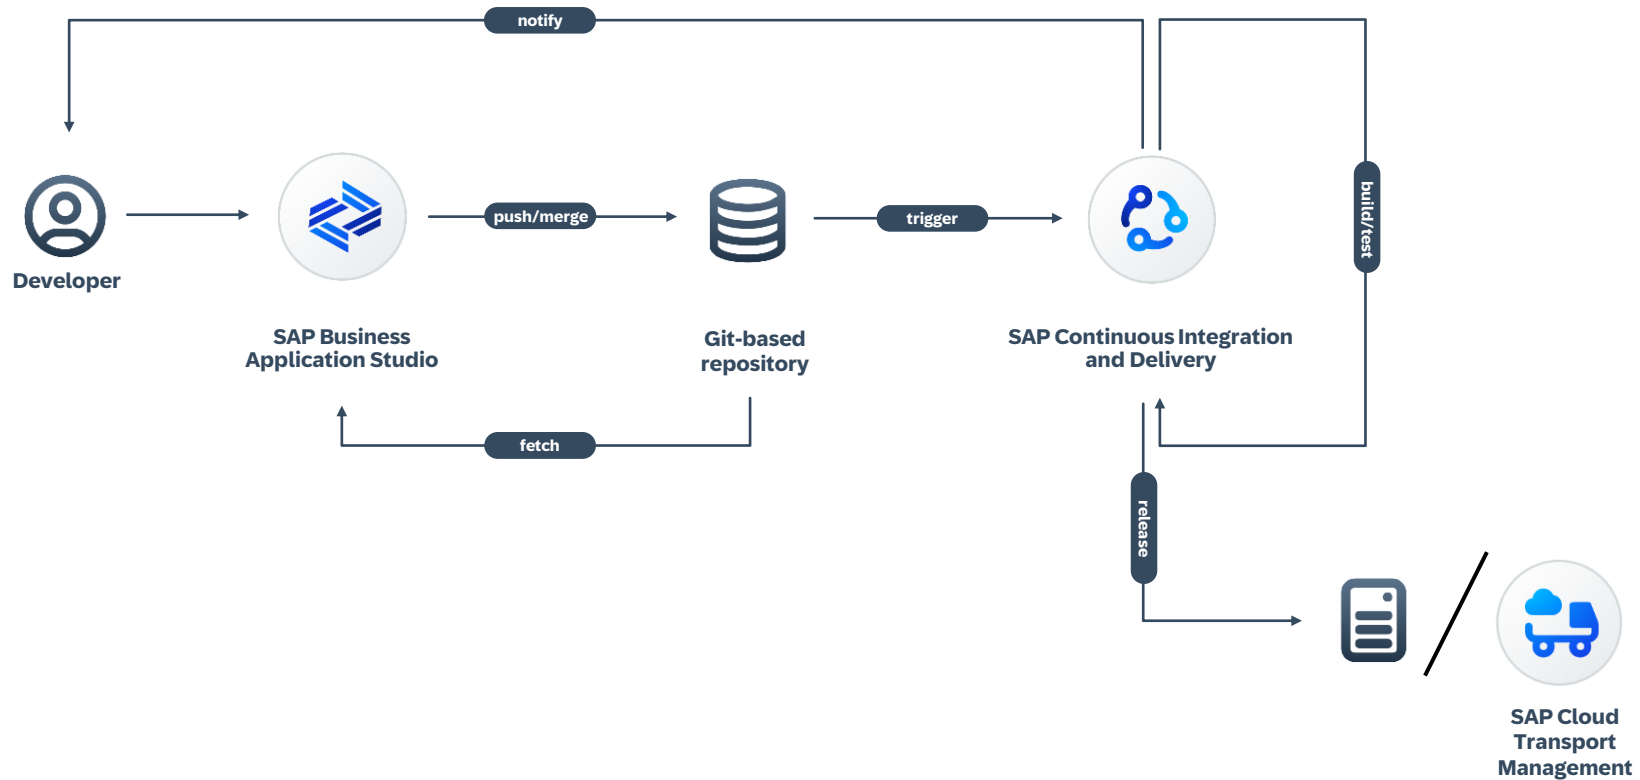 notify
build/test
push/merge
trigger
Developer
SAP Business
Application Studio
Git-based
repository
SAP Continuous Integration
and Delivery
fetch
release
SAP Cloud
Transport
Management